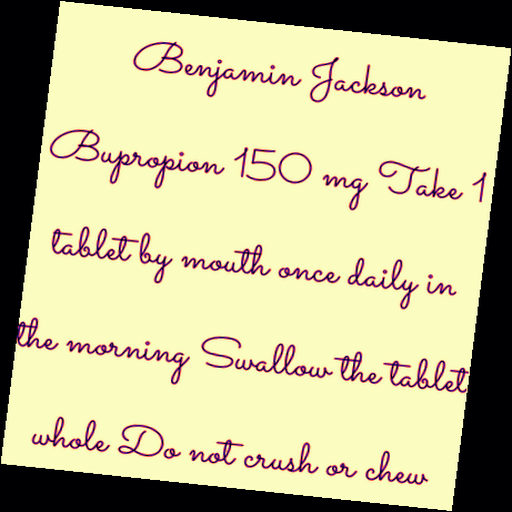 Benjamin Jackson
Bupropion 150 mg Take 1
tablet by mouth once daily in
the morning Swallow the tablet
whole Do not crush or chew